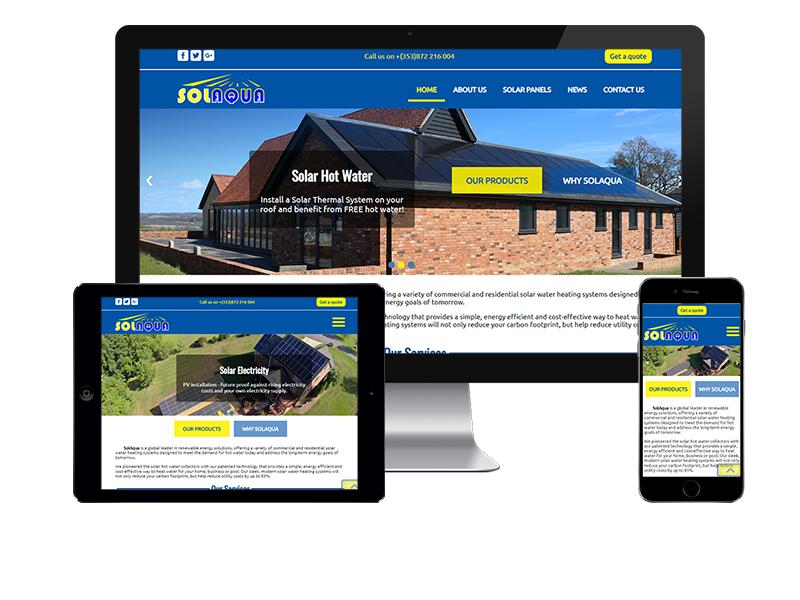 Call us on +(353)872 216 004
Get a quote
SOLAQUA
HOME ABOUT US SOLAR PANELS NEWS CONTACT US
Solar Hot Water
Install a Solar Thermal System on your
roof and benefit from FREE hot water!
OUR PRODUCTS
WHY SOLAQUA
ring a variety of commercial and residential solar water heating systems designed
ergy goals of tomorrow.
hnology that provides a simple, energy efficient and cost-effective way to heat wa
ating systems will not only reduce your carbon footprint, but help reduce utility c
Our Services
Call us on +(353)872 216 004
Get a quote
SOLAQUA
Solar Electricity
PV installation - future proof against rising electricity
costs and your own electricity supply.
OUR PRODUCTS
WHY SOLAQUA
SolAqua is a global leader in renewable energy solutions, offering a variety of commercial and residential solar
water heating systems designed to meet the demand for hot water today and address the long-term energy goals of
tomorrow.
We pioneered the solar hot water collectors with our patented technology that provides a simple, energy efficient and
cost-effective way to heat water for your home, business or pool. Our sleek, modern solar water heating systems will
not only reduce your carbon footprint, but help reduce utility costs by up to 85%.
Our Services
Get a quote
SOLAQUA
OUR PRODUCTS
WHY SOLAQUA
SolAqua is a global leader in renewable
energy solutions, offering a variety of
commercial and residential solar water heating
systems designed to meet the demand for hot
water today and address the long-term energy
goals of tomorrow.
We pioneered the solar hot water collectors with
our patented technology that provides a simple,
energy efficient and cost-effective way to heat
water for your home, business or pool. Our sleek,
modern solar water heating systems will not only
reduce your carbon footprint, but help reduce
utility costs by up to 85%.